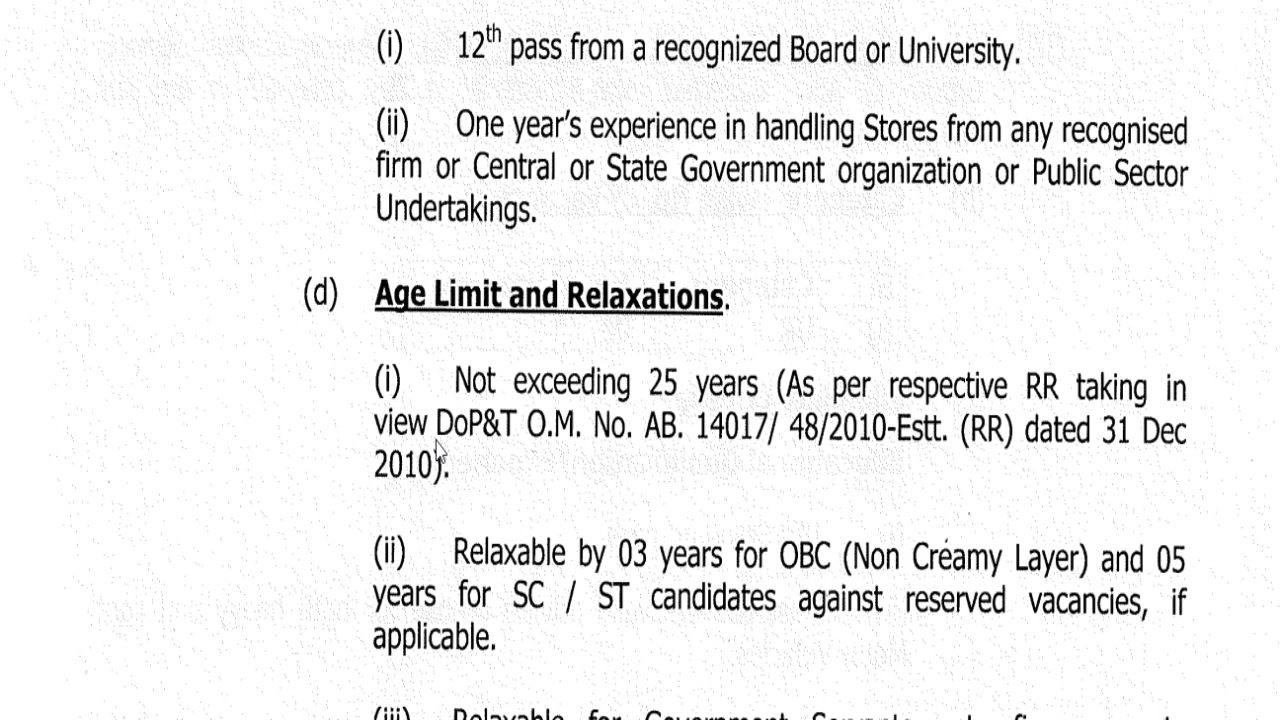 (i) 12th pass from a recognized Board or University.
(ii) One year's experience in handling Stores from any recognised
firm or Central or State Government organization or Public Sector
Undertakings.
(d) Age Limit and Relaxations.
(i) Not exceeding 25 years (As per respective RR taking in
view DoP&T O.M. No. AB. 14017/ 48/2010-Estt. (RR) dated 31 Dec
2010).
(ii) Relaxable by 03 years for OBC (Non Creamy Layer) and 05
years for SC / ST candidates against reserved vacancies, if
applicable.
(iii) Relaxable for Government